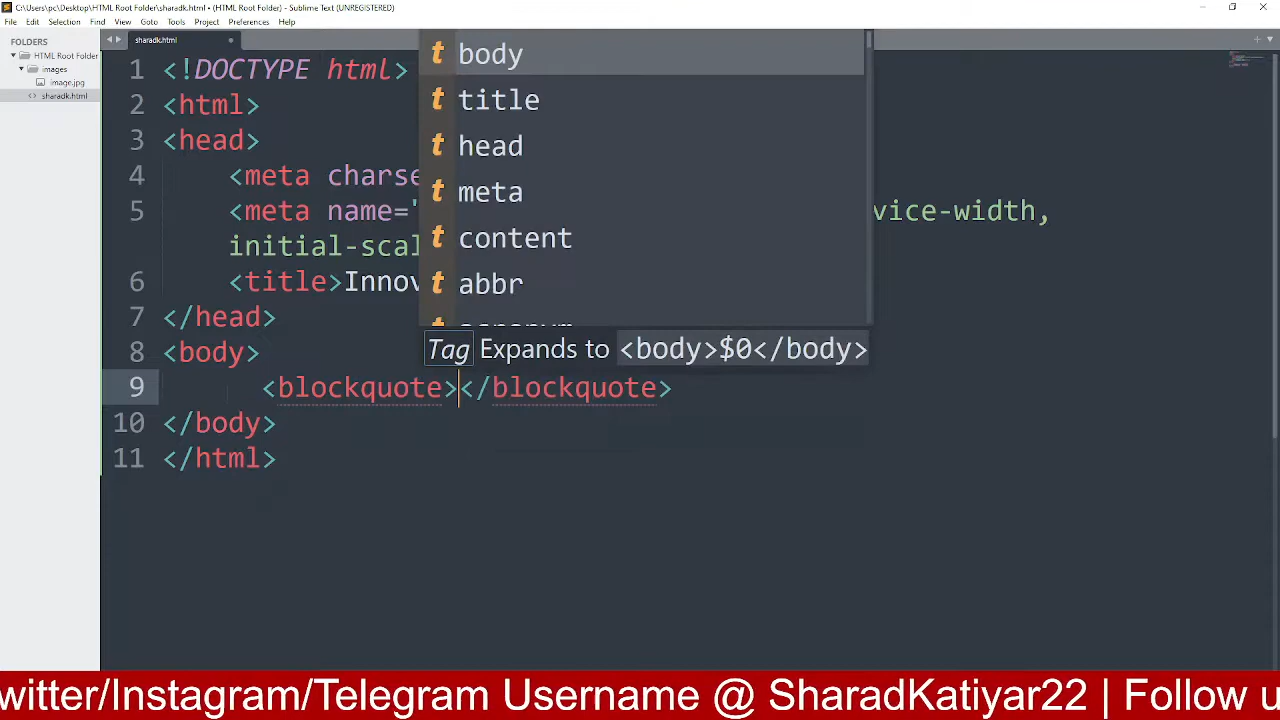 C:\Users\pc\Desktop\HTML Root Folder\sharadk.html • (HTML Root Folder) - Sublime Text (UNREGISTERED)
File Edit Selection Find View Goto Tools Project Preferences Help
FOLDERS
HTML Root Folder
images
image.jpg
sharadk.html
sharadk.html
1 <!DOCTYPE html>
2 <html>
3 <head>
4 <meta charse
5 <meta name=" vice-width,
initial-scal
6 <title>Innov
7 </head>
8 <body>
9 <blockquote></blockquote>
10 </body>
11 </html>
t body
t title
t head
t meta
t content
t abbr
Tag Expands to <body>$0</body>
witter/Instagram/Telegram Username @ SharadKatiyar22 | Follow u